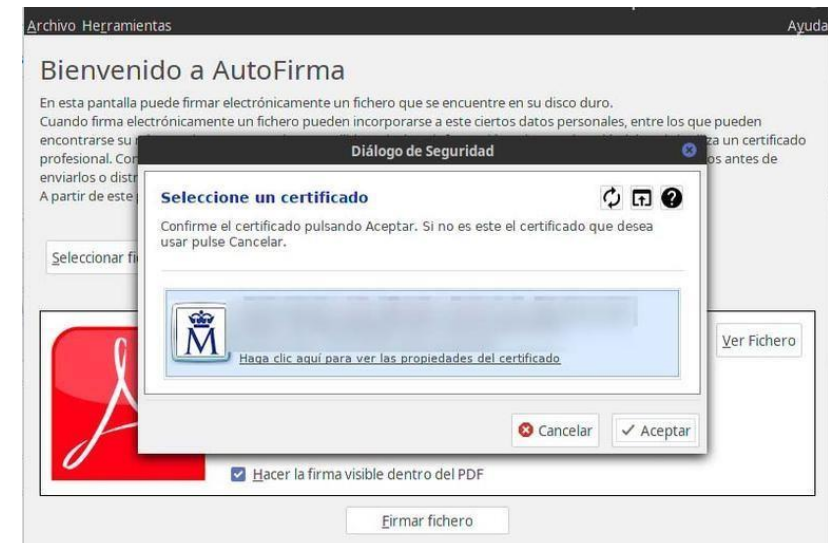 Archivo Herramientas
Ayuda
Bienvenido a AutoFirma
En esta pantalla puede firmar electrónicamente un fichero que se encuentre en su disco duro.
Cuando firma electrónicamente un fichero pueden incorporarse a este ciertos datos personales, entre los que pueden
encontrarse su
za un certificado
profesional. Con
os antes de
enviarlos o distr
A partir de este
Diálogo de Seguridad
Seleccione un certificado
Confirme el certificado pulsando Aceptar. Si no es este el certificado que desea
usar pulse Cancelar.
Seleccionar fi
M
Haga clic aquí para ver las propiedades del certificado
Ver Fichero
Cancelar
Aceptar
Hacer la firma visible dentro del PDF
Firmar fichero